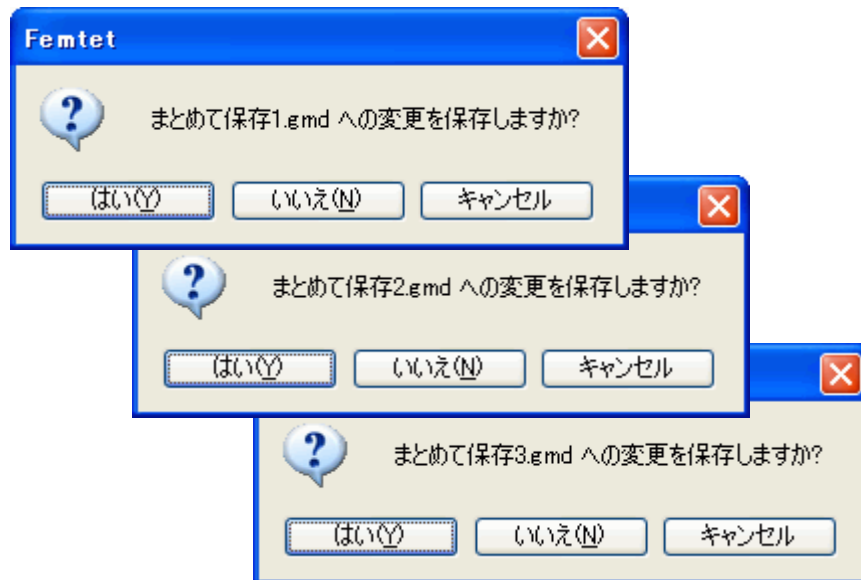 Femtet
まとめて保存1.gmd への変更を保存しますか?
はい(Y) いいえ(N) キャンセル
まとめて保存2.gmd への変更を保存しますか?
はい(Y) いいえ(N) キャンセル
まとめて保存3.gmd への変更を保存しますか?
はい(Y) いいえ(N) キャンセル